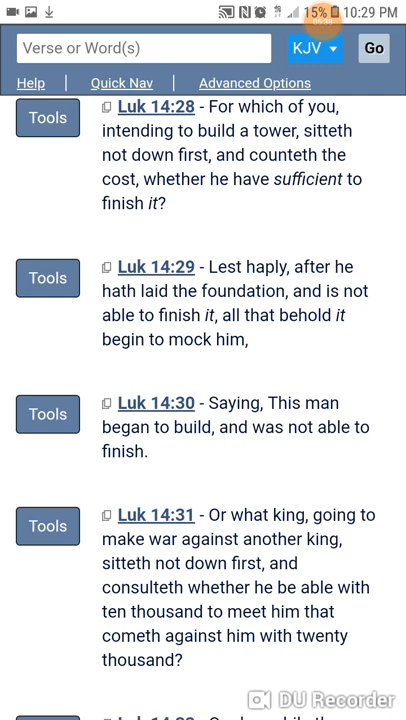 15% 10:29 PM
Verse or Word(s) KJV Go
Help Quick Nav Advanced Options
Tools Luk 14:28 - For which of you,
intending to build a tower, sitteth
not down first, and counteth the
cost, whether he have sufficient to
finish it?
Tools Luk 14:29 - Lest haply, after he
hath laid the foundation, and is not
able to finish it, all that behold it
begin to mock him,
Tools Luk 14:30 - Saying, This man
began to build, and was not able to
finish.
Tools Luk 14:31 - Or what king, going to
make war against another king,
sitteth not down first, and
consulteth whether he be able with
ten thousand to meet him that
cometh against him with twenty
thousand?
DU Recorder